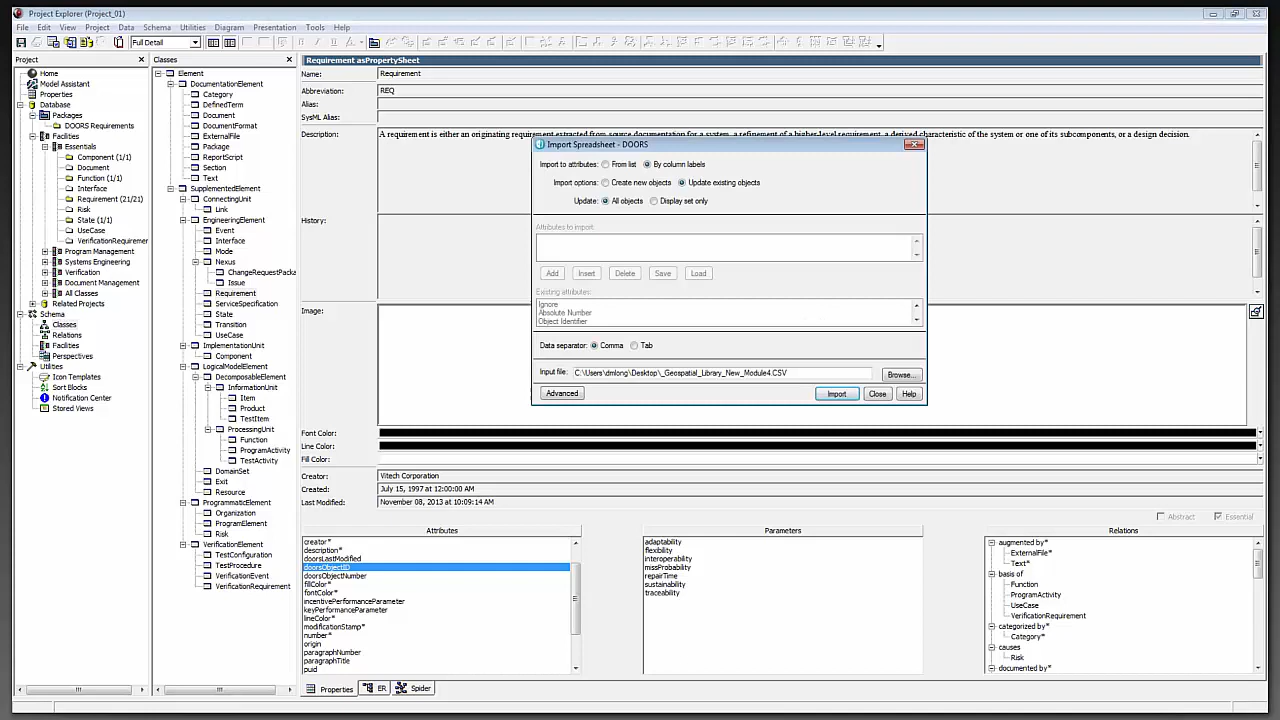 Project Explorer (Project_01)
File Edit View Project Data Schema Utilities Diagram Presentation Tools Help
Full Detail
Project
Home
Model Assistant
Properties
Database
Packages
DOORS Requirements
Facilities
Essentials
Component (1/1)
Document
Function (1/1)
Interface
Requirement (21/21)
Risk
State (1/1)
UseCase
VerificationRequiremer
Program Management
Systems Engineering
Verification
Document Management
All Classes
Related Projects
Schema
Classes
Relations
Facilities
Perspectives
Utilities
Icon Templates
Sort Blocks
Notification Center
Stored Views
Classes
Element
DocumentationElement
Category
DefinedTerm
Document
DocumentFormat
ExternalFile
Package
ReportScript
Section
Text
SupplementedElement
ConnectingUnit
Link
EngineeringElement
Event
Interface
Mode
Nexus
ChangeRequestPacka
Issue
Requirement
ServiceSpecification
State
Transition
UseCase
ImplementationUnit
Component
LogicalModelElement
DecomposableElement
InformationUnit
Item
Product
TestItem
ProcessingUnit
Function
ProgramActivity
TestActivity
DomainSet
Exit
Resource
ProgrammaticElement
Organization
ProgramElement
Risk
VerificationElement
TestConfiguration
TestProcedure
VerificationEvent
VerificationRequirement
Requirement asPropertySheet
Name: Requirement
Abbreviation: REQ
Alias:
SysML Alias:
Description: A requirement is either an originating requirement extracted from source documentation for a system, a refinement of a higher-level requirement, a derived characteristic of the system or one of its subcomponents, or a design decision.
History:
Image:
Import Spreadsheet - DOORS
Import to attributes: From list By column labels
Import options: Create new objects Update existing objects
Update: All objects Display set only
Attributes to import:
Add Insert Delete Save Load
Existing attributes:
Ignore
Absolute Number
Object Identifier
Data separator: Comma Tab
Input file: C:\Users\dmlong\Desktop\_Geospatial_Library_New_Module4.CSV Browse...
Advanced Import Close Help
Font Color:
Line Color:
Fill Color:
Creator: Vitech Corporation
Created: July 15, 1997 at 12:00:00 AM
Last Modified: November 08, 2013 at 10:09:14 AM
Abstract Essential
Attributes
creator*
description*
doorsLastModified
doorsObjectID
doorsObjectNumber
fillColor*
fontColor*
incentivePerformanceParameter
keyPerformanceParameter
lineColor*
modificationStamp*
number*
origin
paragraphNumber
paragraphTitle
puid
Parameters
adaptability
flexibility
interoperability
missProbability
repairTime
sustainability
traceability
Relations
augmented by*
ExternalFile*
Text*
basis of
Function
ProgramActivity
UseCase
VerificationRequirement
categorized by*
Category*
causes
Risk
documented by*
Properties ER Spider